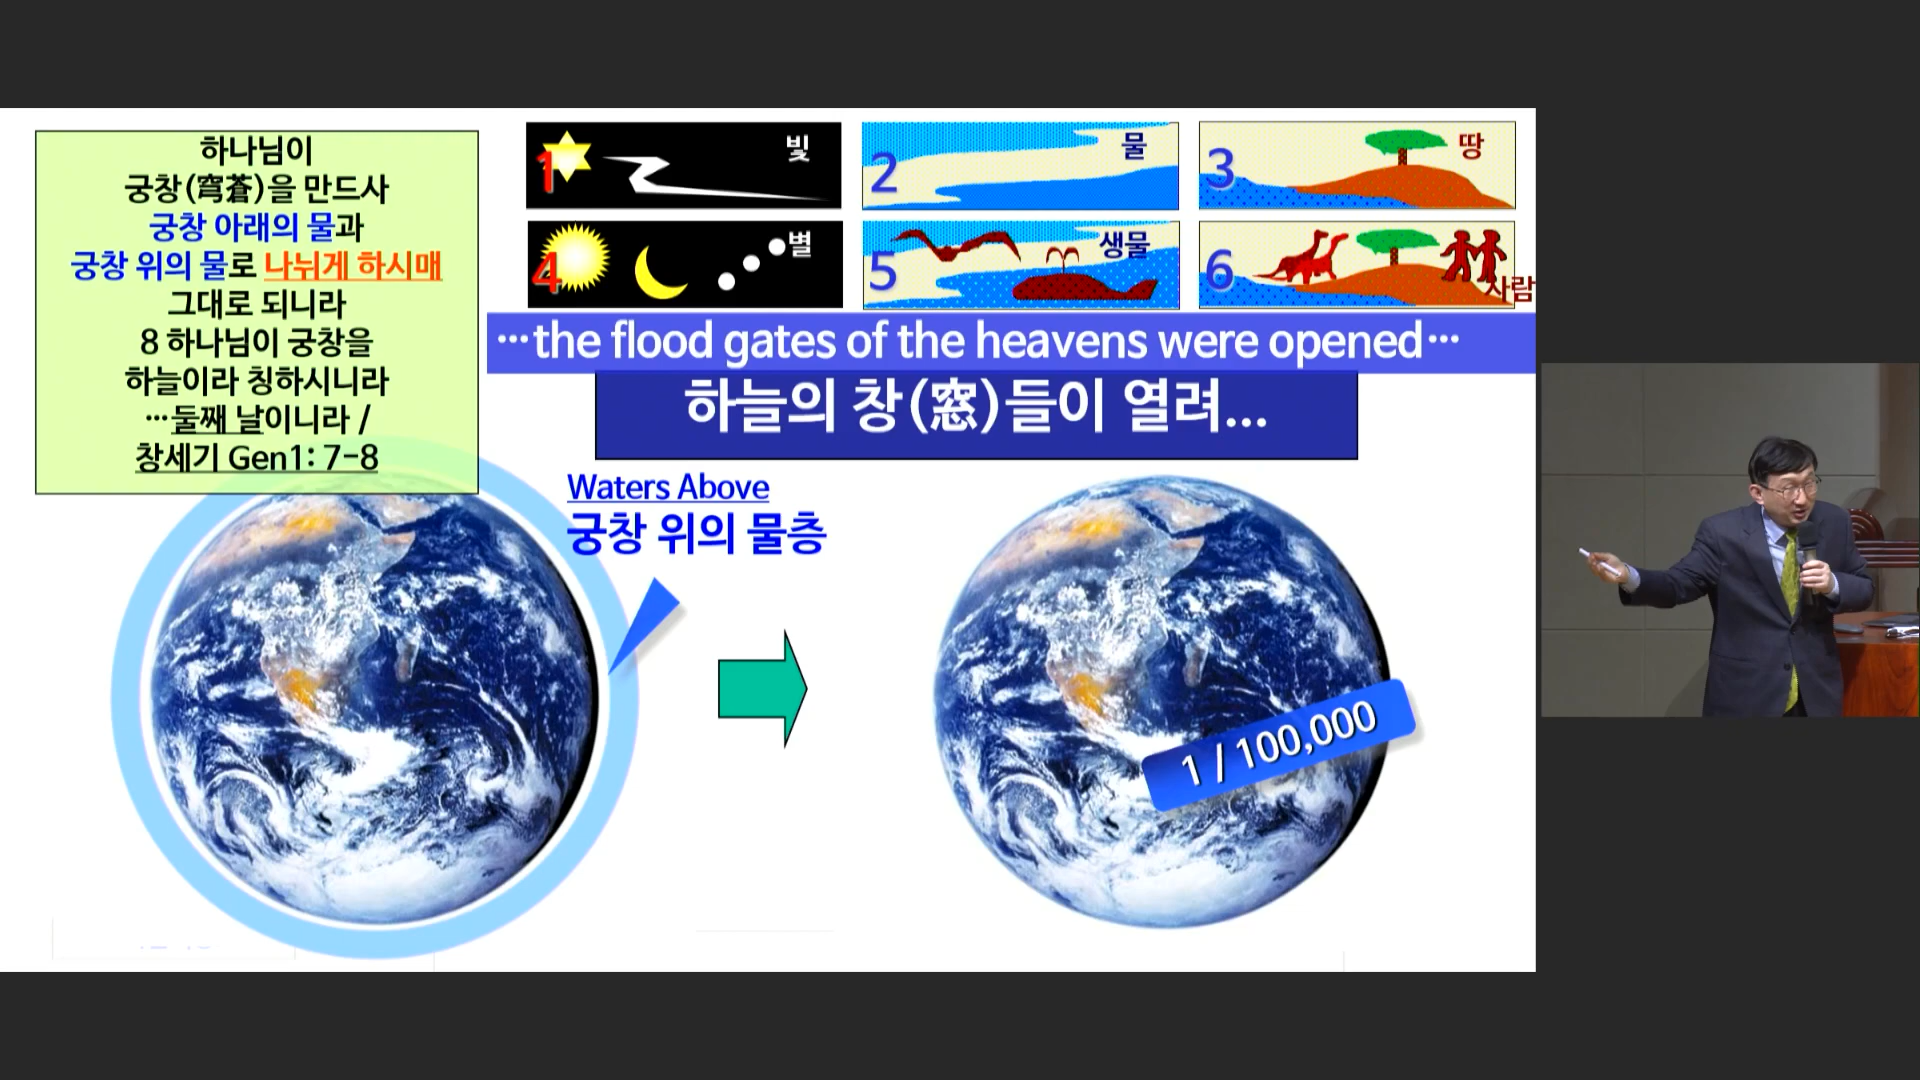 하나님이
궁창(穹蒼)을 만드사
궁창 아래의 물과
궁창 위의 물로 나뉘게 하시매
그대로 되니라
8 하나님이 궁창을
하늘이라 칭하시니라
…둘째 날이니라 /
창세기 Gen1: 7-8
1 빛
2 물
3 땅
4 별
5 생물
6 사람
…the flood gates of the heavens were opened…
하늘의 창(窓)들이 열려...
Waters Above
궁창 위의 물층
1 / 100,000